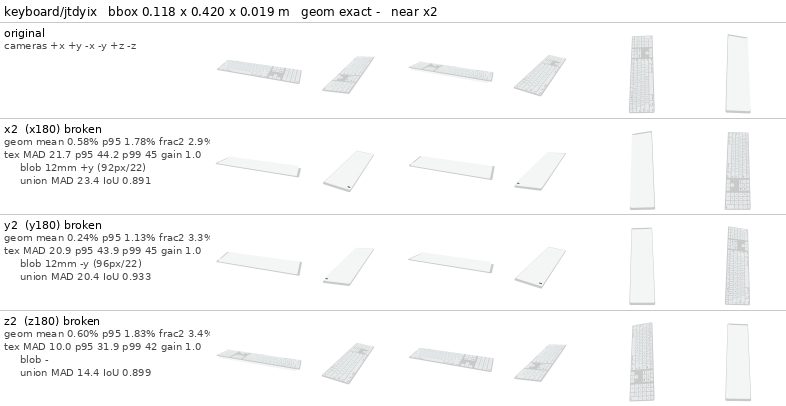 keyboard/jtdyix bbox 0.118 x 0.420 x 0.019 m geom exact - near x2
original
cameras +x +y -x -y +z -z
x2 (x180) broken
geom mean 0.58% p95 1.78% frac2 2.9%
tex MAD 21.7 p95 44.2 p99 45 gain 1.0
blob 12mm +y (92px/22)
union MAD 23.4 IoU 0.891
y2 (y180) broken
geom mean 0.24% p95 1.13% frac2 3.3%
tex MAD 20.9 p95 43.9 p99 45 gain 1.0
blob 12mm -y (96px/22)
union MAD 20.4 IoU 0.933
z2 (z180) broken
geom mean 0.60% p95 1.83% frac2 3.4%
tex MAD 10.0 p95 31.9 p99 42 gain 1.0
blob -
union MAD 14.4 IoU 0.899